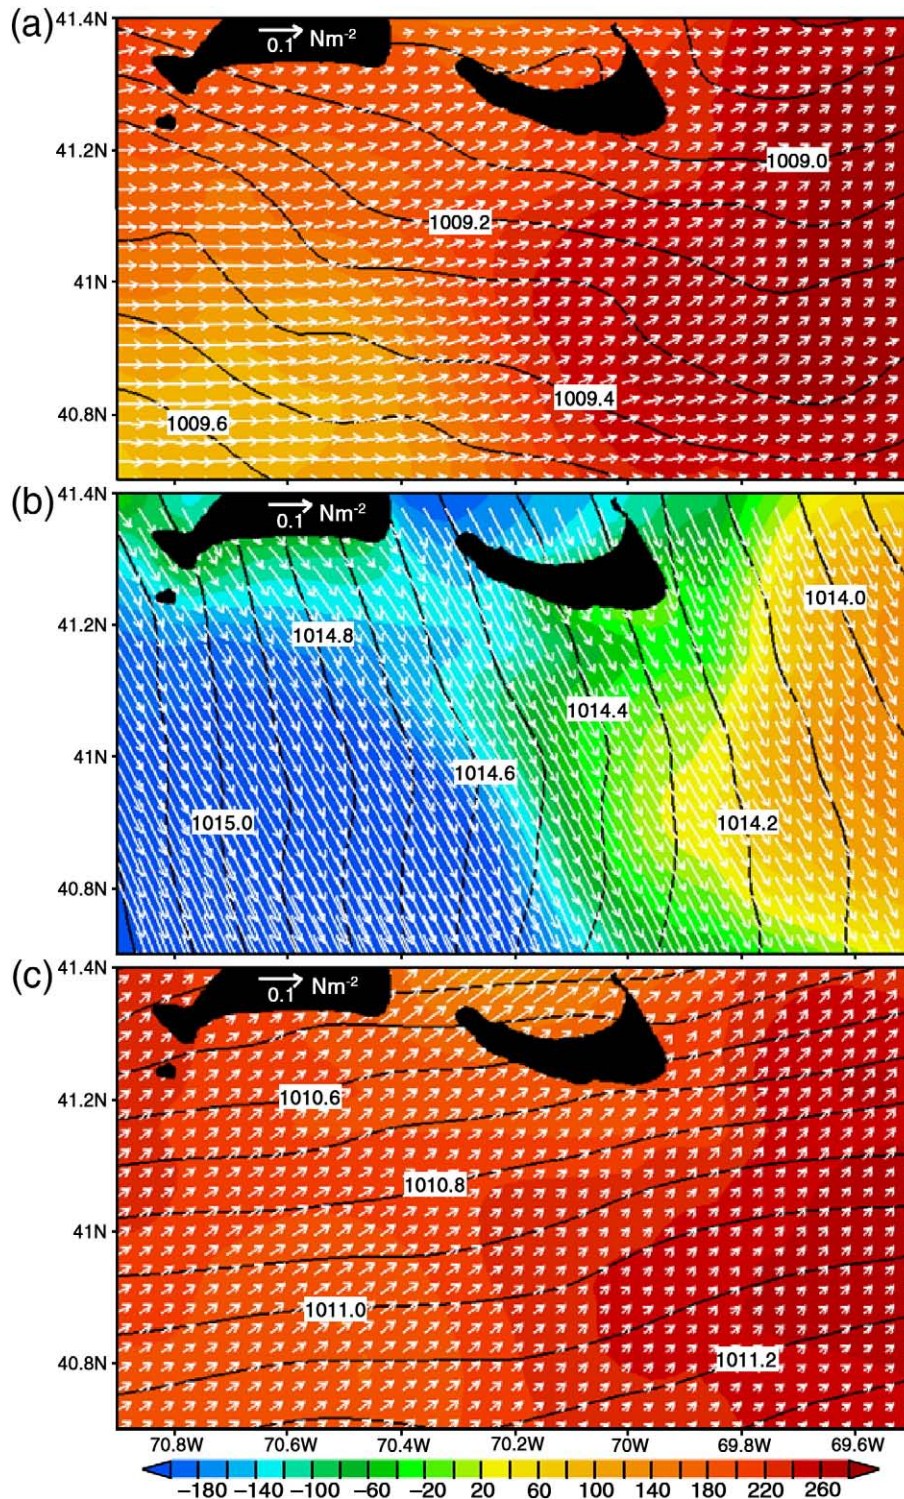 (a)
41.4N
0.1 Nm⁻²
41.2N
1009.0
1009.2
41N
1009.4
40.8N
1009.6
(b)
41.4N
0.1 Nm⁻²
1014.0
41.2N
1014.8
1014.4
41N
1014.6
1015.0
1014.2
40.8N
(c)
41.4N
0.1 Nm⁻²
1010.6
41.2N
1010.8
41N
1011.0
40.8N
1011.2
70.8W 70.6W 70.4W 70.2W 70W 69.8W 69.6W
−180 −140 −100 −60 −20 20 60 100 140 180 220 260